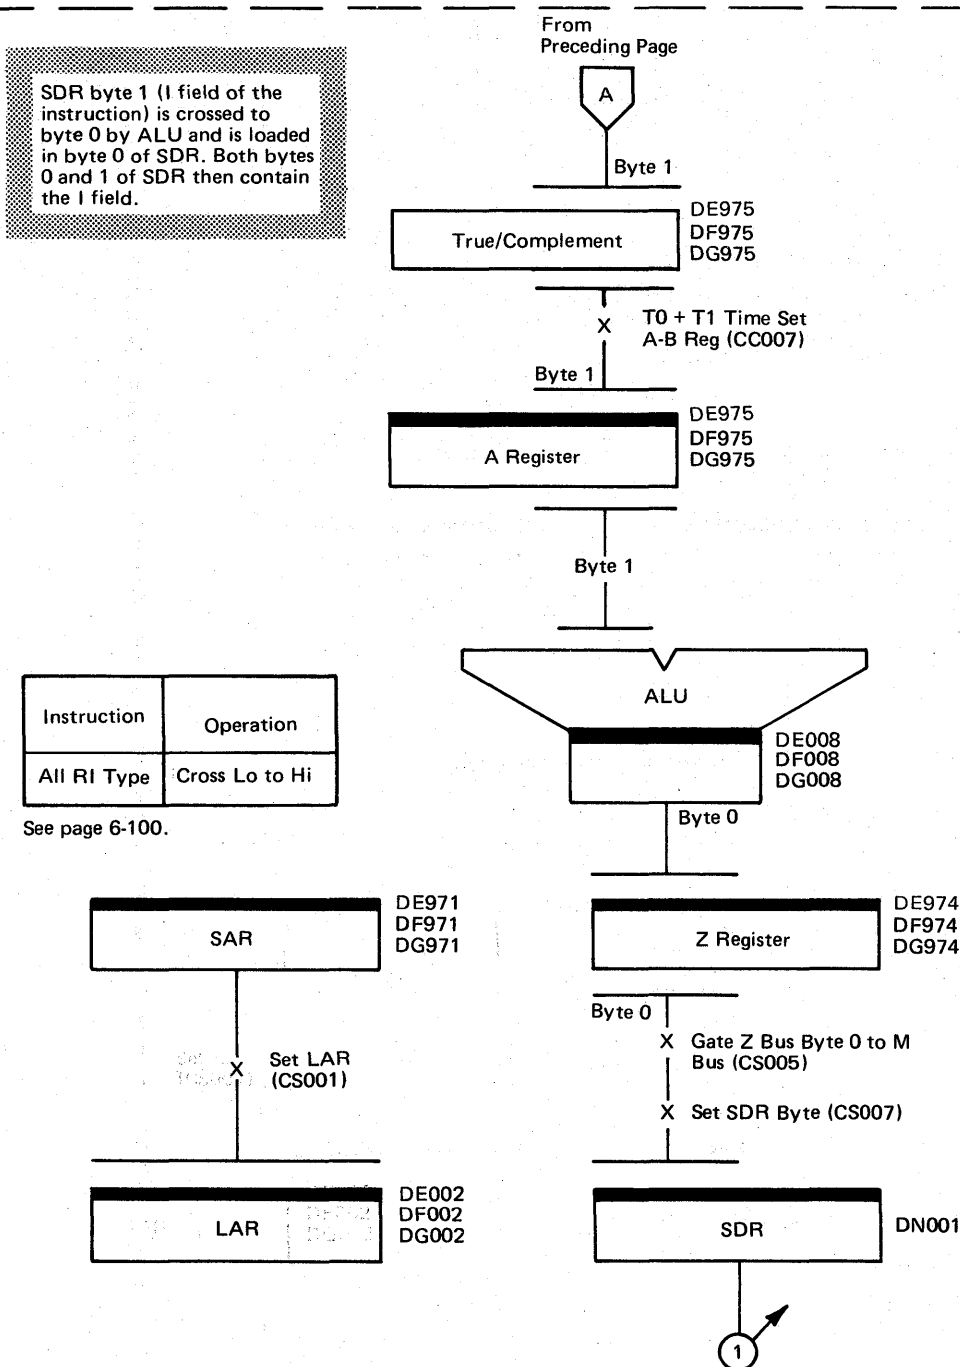 From
Preceding Page
A
SDR byte 1 (I field of the
instruction) is crossed to
byte 0 by ALU and is loaded
in byte 0 of SDR. Both bytes
0 and 1 of SDR then contain
the I field.
Byte 1
True/Complement
DE975
DF975
DG975
X
T0 + T1 Time Set
A-B Reg (CC007)
Byte 1
A Register
DE975
DF975
DG975
Byte 1
ALU
DE008
DF008
DG008
Instruction
Operation
All RI Type
Cross Lo to Hi
See page 6-100.
Byte 0
SAR
DE971
DF971
DG971
Z Register
DE974
DF974
DG974
Byte 0
X
Gate Z Bus Byte 0 to M
Bus (CS005)
X
Set LAR
(CS001)
X
Set SDR Byte (CS007)
LAR
DE002
DF002
DG002
SDR
DN001
1